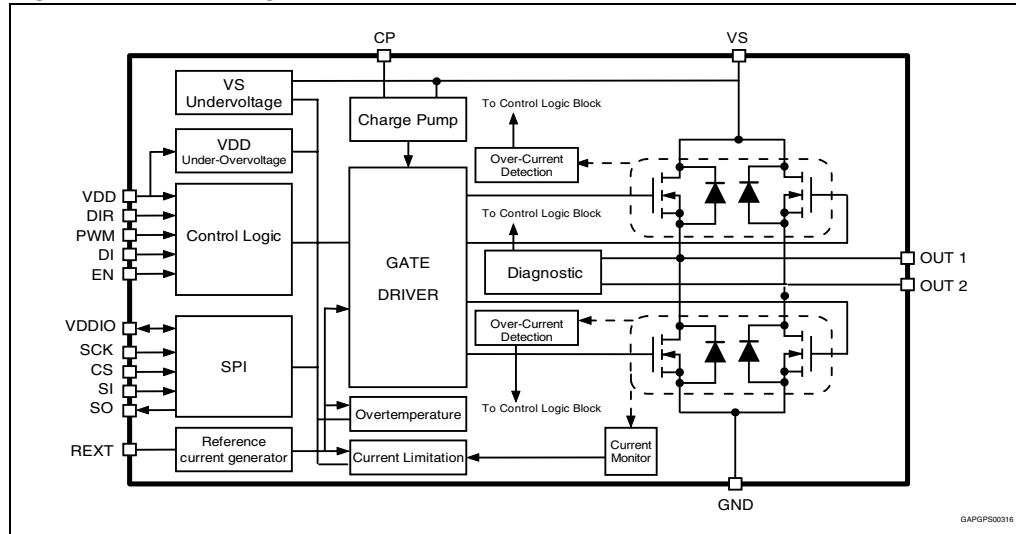 CP
VS
VS
Undervoltage
To Control Logic Block
Charge Pump
VDD
Under-Overvoltage
Over-Current
Detection
VDD
DIR
PWM
DI
EN
Control Logic
To Control Logic Block
GATE
DRIVER
Diagnostic
OUT 1
OUT 2
VDDIO
SCK
CS
SI
SO
SPI
Over-Current
Detection
To Control Logic Block
Overtemperature
REXT
Reference
current generator
Current Limitation
Current
Monitor
GND
GAPGPS00316